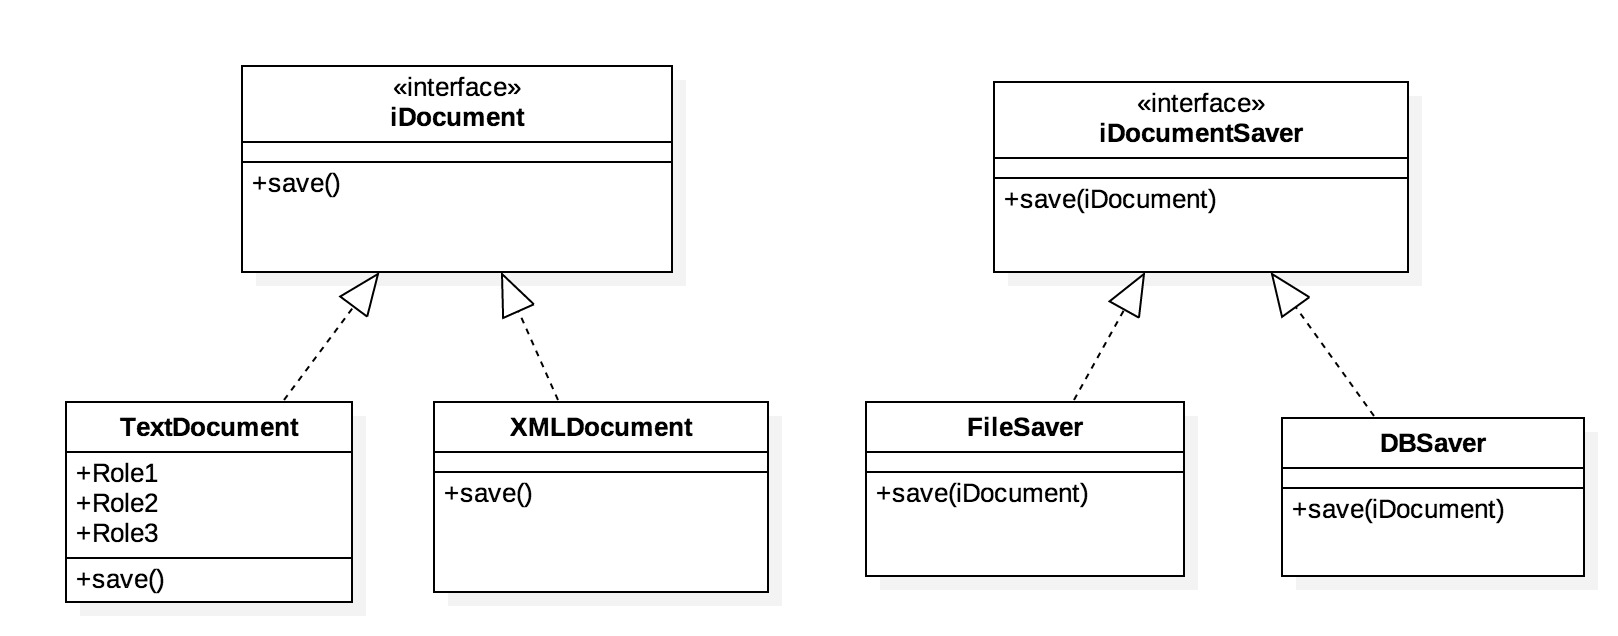 «interface»
iDocument
+save()
«interface»
iDocumentSaver
+save(iDocument)
TextDocument
+Role1
+Role2
+Role3
+save()
XMLDocument
+save()
FileSaver
+save(iDocument)
DBSaver
+save(iDocument)